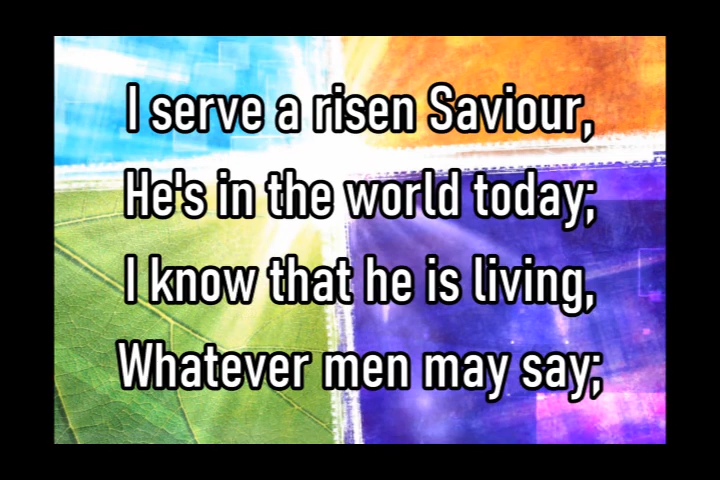 I serve a risen Saviour,
He's in the world today;
I know that he is living,
Whatever men may say;